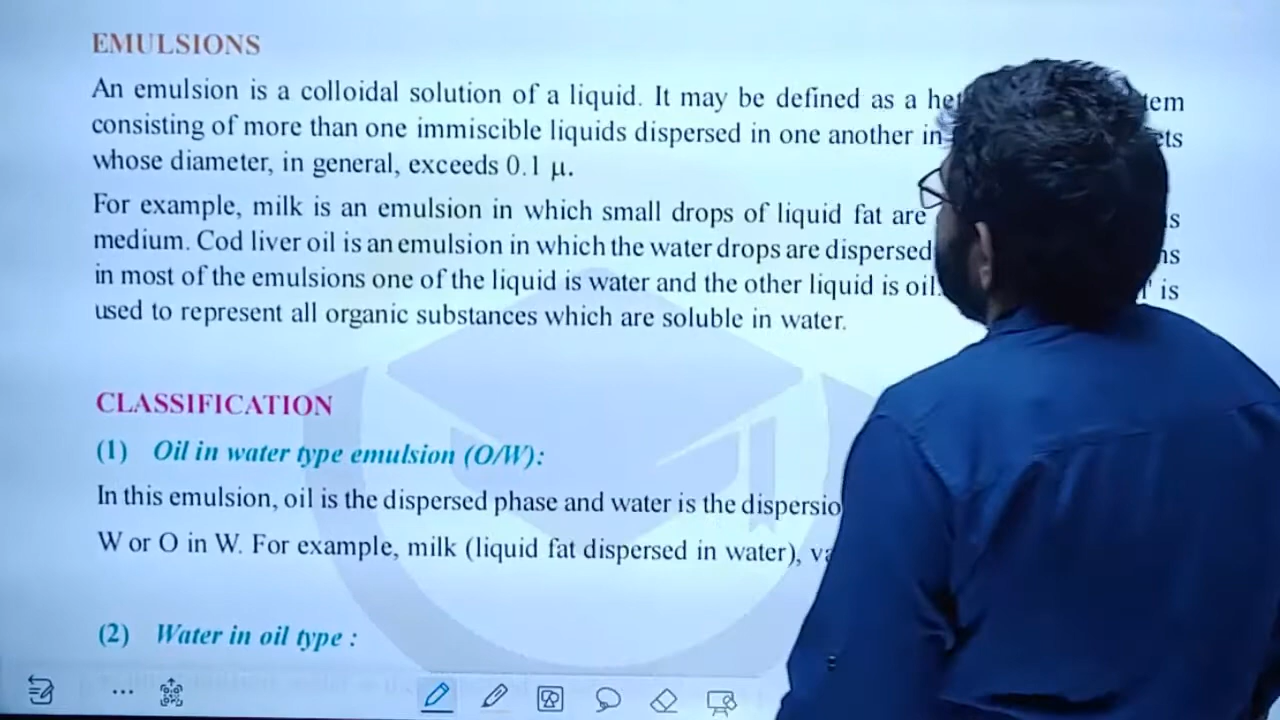 EMULSIONS
An emulsion is a colloidal solution of a liquid. It may be defined as a
consisting of more than one immiscible liquids dispersed in one another in
whose diameter, in general, exceeds 0.1 μ.
For example, milk is an emulsion in which small drops of liquid fat are
medium. Cod liver oil is an emulsion in which the water drops are dispersed
in most of the emulsions one of the liquid is water and the other liquid is oil. is
used to represent all organic substances which are soluble in water.
CLASSIFICATION
(1) Oil in water type emulsion (O/W):
In this emulsion, oil is the dispersed phase and water is the
W or O in W. For example, milk (liquid fat dispersed in water),
(2) Water in oil type :